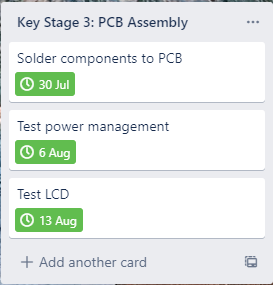 Key Stage 3: PCB Assembly
Solder components to PCB
30 Jul
Test power management
6 Aug
Test LCD
13 Aug
Add another card